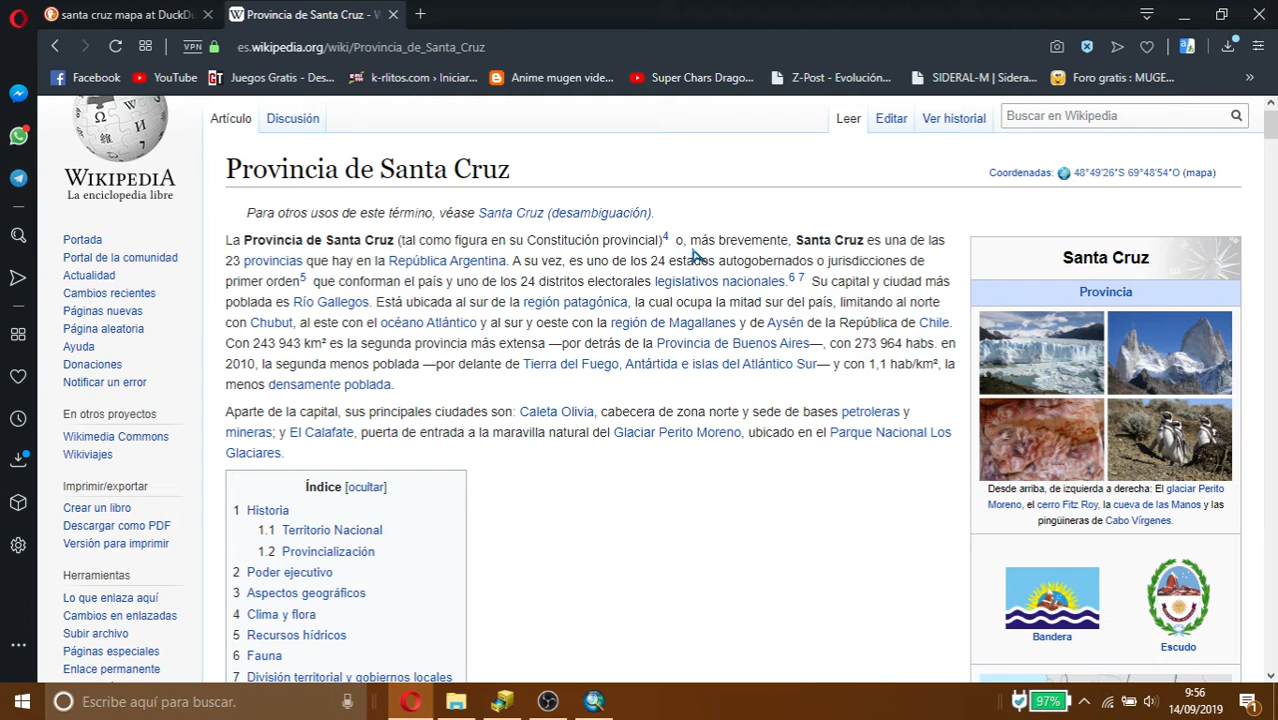 santa cruz mapa at DuckDu
Provincia de Santa Cruz - W
VPN
es.wikipedia.org/wiki/Provincia_de_Santa_Cruz
Facebook
YouTube
Juegos Gratis - Des...
k-rlitos.com › Iniciar...
Anime mugen vide...
Super Chars Drago...
Z-Post - Evolución...
SIDERAL-M | Sidera...
Foro gratis : MUGE...
WIKIPEDIA
La enciclopedia libre
Portada
Portal de la comunidad
Actualidad
Cambios recientes
Páginas nuevas
Página aleatoria
Ayuda
Donaciones
Notificar un error
En otros proyectos
Wikimedia Commons
Wikiviajes
Imprimir/exportar
Crear un libro
Descargar como PDF
Versión para imprimir
Herramientas
Lo que enlaza aquí
Cambios en enlazadas
Subir archivo
Páginas especiales
Enlace permanente
Artículo Discusión
Leer Editar Ver historial
Buscar en Wikipedia
Provincia de Santa Cruz
Coordenadas: 48°49′26″S 69°48′54″O (mapa)
Para otros usos de este término, véase Santa Cruz (desambiguación).
La Provincia de Santa Cruz (tal como figura en su Constitución provincial)4 o, más brevemente, Santa Cruz es una de las
23 provincias que hay en la República Argentina. A su vez, es uno de los 24 estados autogobernados o jurisdicciones de
primer orden5 que conforman el país y uno de los 24 distritos electorales legislativos nacionales.6 7 Su capital y ciudad más
poblada es Río Gallegos. Está ubicada al sur de la región patagónica, la cual ocupa la mitad sur del país, limitando al norte
con Chubut, al este con el océano Atlántico y al sur y oeste con la región de Magallanes y de Aysén de la República de Chile.
Con 243 943 km² es la segunda provincia más extensa —por detrás de la Provincia de Buenos Aires—, con 273 964 habs. en
2010, la segunda menos poblada —por delante de Tierra del Fuego, Antártida e islas del Atlántico Sur— y con 1,1 hab/km², la
menos densamente poblada.
Aparte de la capital, sus principales ciudades son: Caleta Olivia, cabecera de zona norte y sede de bases petroleras y
mineras; y El Calafate, puerta de entrada a la maravilla natural del Glaciar Perito Moreno, ubicado en el Parque Nacional Los
Glaciares.
Índice [ocultar]
1 Historia
1.1 Territorio Nacional
1.2 Provincialización
2 Poder ejecutivo
3 Aspectos geográficos
4 Clima y flora
5 Recursos hídricos
6 Fauna
7 División territorial y gobiernos locales
Santa Cruz
Provincia
Desde arriba, de izquierda a derecha: El glaciar Perito
Moreno, el cerro Fitz Roy, la cueva de las Manos y las
pingüineras de Cabo Vírgenes.
Bandera
Escudo
Escribe aquí para buscar.
97%
9:56
14/09/2019
1